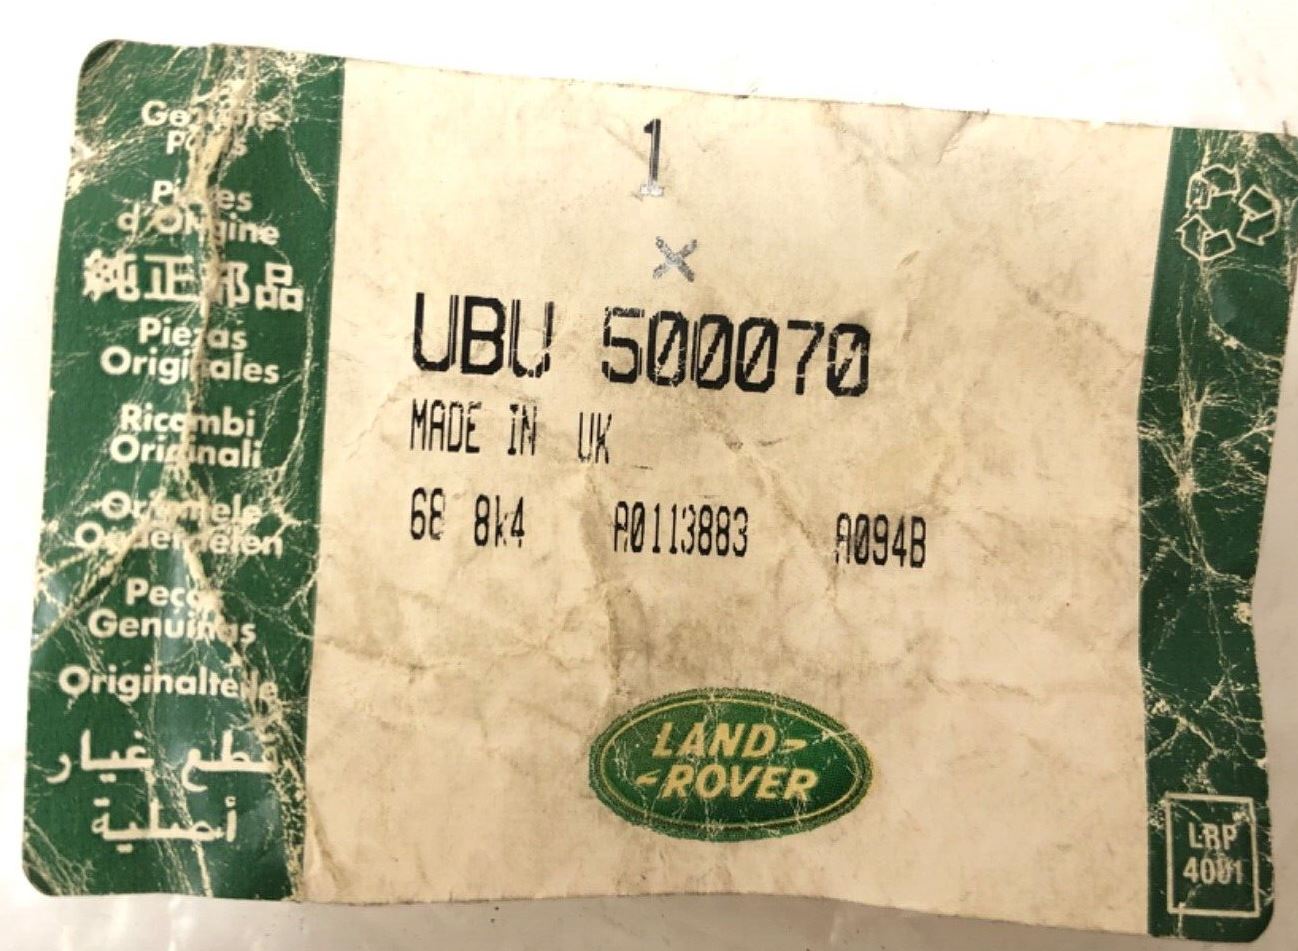 Genuine
Parts
Pièces
d'Origine
純正部品
Piezas
Originales
Ricambi
Originali
Originele
Onderdelen
Peças
Genuinas
Originalteile
قطع غيار
أصلية
1
X
UBU 500070
MADE IN UK
68 8k4 A0113883 A094B
LAND-
-ROVER
LRP
4001